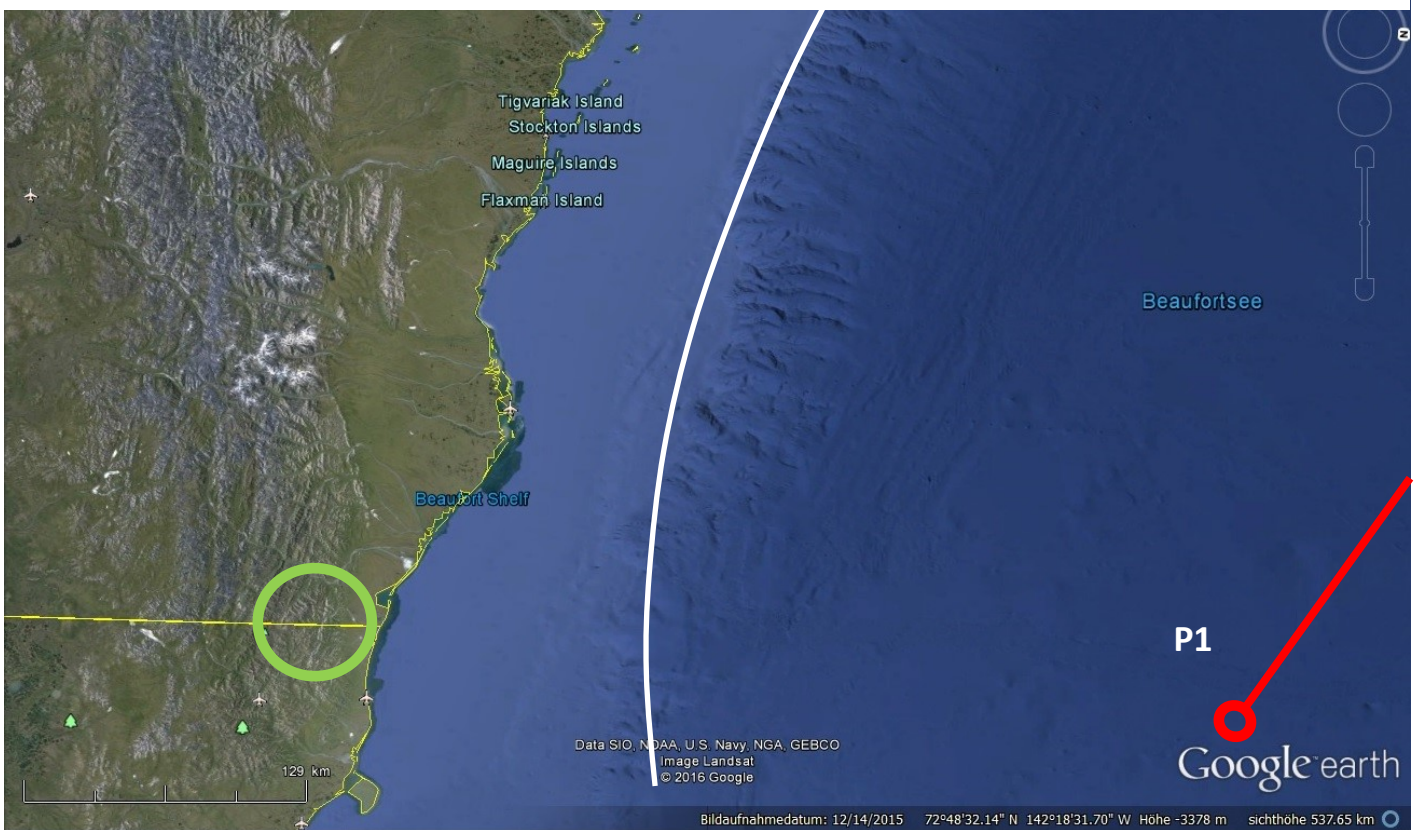 N
Tigvariak Island
Stockton Islands
Maguire Islands
Flaxman Island
Beaufortsee
Beaufort Shelf
P1
Data SIO, NOAA, U.S. Navy, NGA, GEBCO
Image Landsat
© 2016 Google
Google earth
129 km
Bildaufnahmedatum: 12/14/2015 72°48'32.14" N 142°18'31.70" W Höhe -3378 m sichthöhe 537.65 km